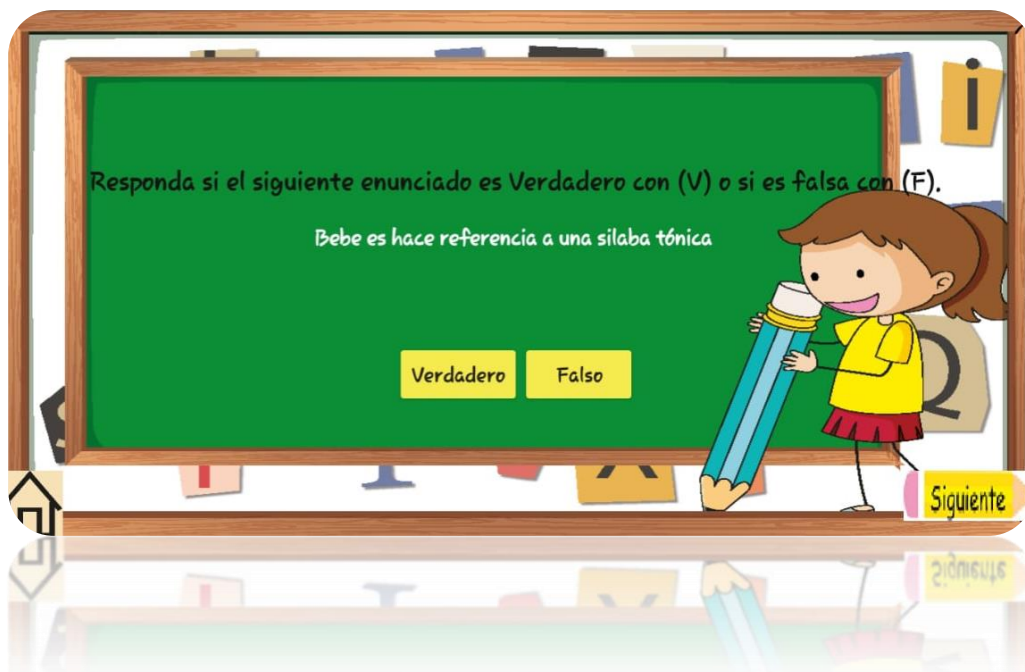 Responda si el siguiente enunciado es Verdadero con (V) o si es falsa con (F).
Bebe es hace referencia a una silaba tónica
Verdadero
Falso
Siguiente